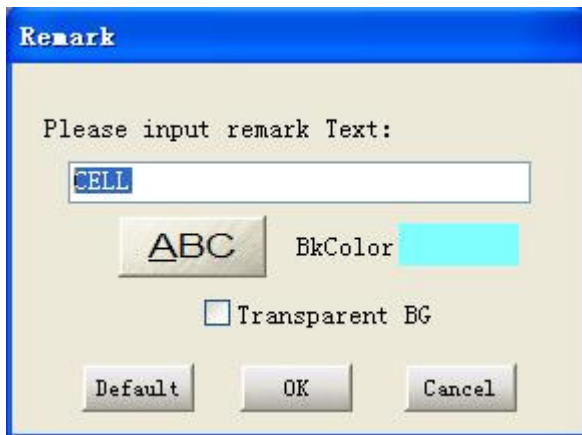 Remark
Please input remark Text:
CELL
ABC BkColor
Transparent BG
Default OK Cancel